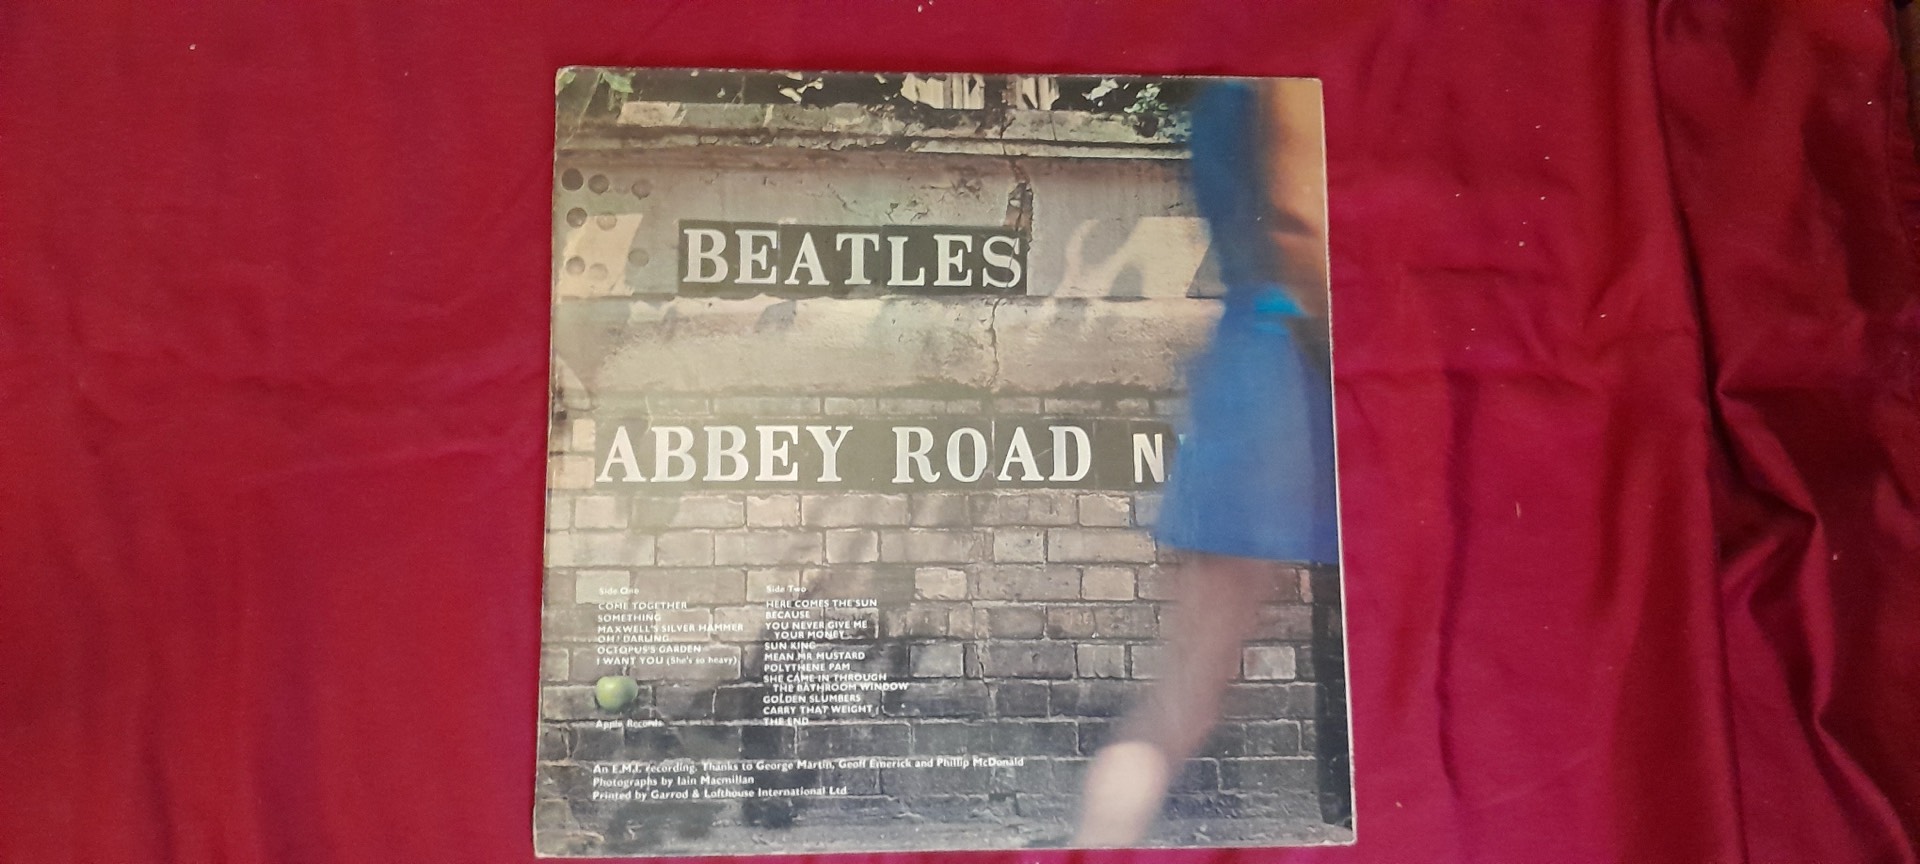 BEATLES
ABBEY ROAD N
Side One
COME TOGETHER
SOMETHING
MAXWELL'S SILVER HAMMER
OH! DARLING
OCTOPUS'S GARDEN
I WANT YOU (She's so heavy)
Apple Records
Side Two
HERE COMES THE SUN
BECAUSE
YOU NEVER GIVE ME
YOUR MONEY
SUN KING
MEAN MR MUSTARD
POLYTHENE PAM
SHE CAME IN THROUGH
THE BATHROOM WINDOW
GOLDEN SLUMBERS
CARRY THAT WEIGHT
THE END
An E.M.I. recording. Thanks to George Martin, Geoff Emerick and Phillip McDonald
Photographs by Iain Macmillan
Printed by Garrod & Lofthouse International Ltd